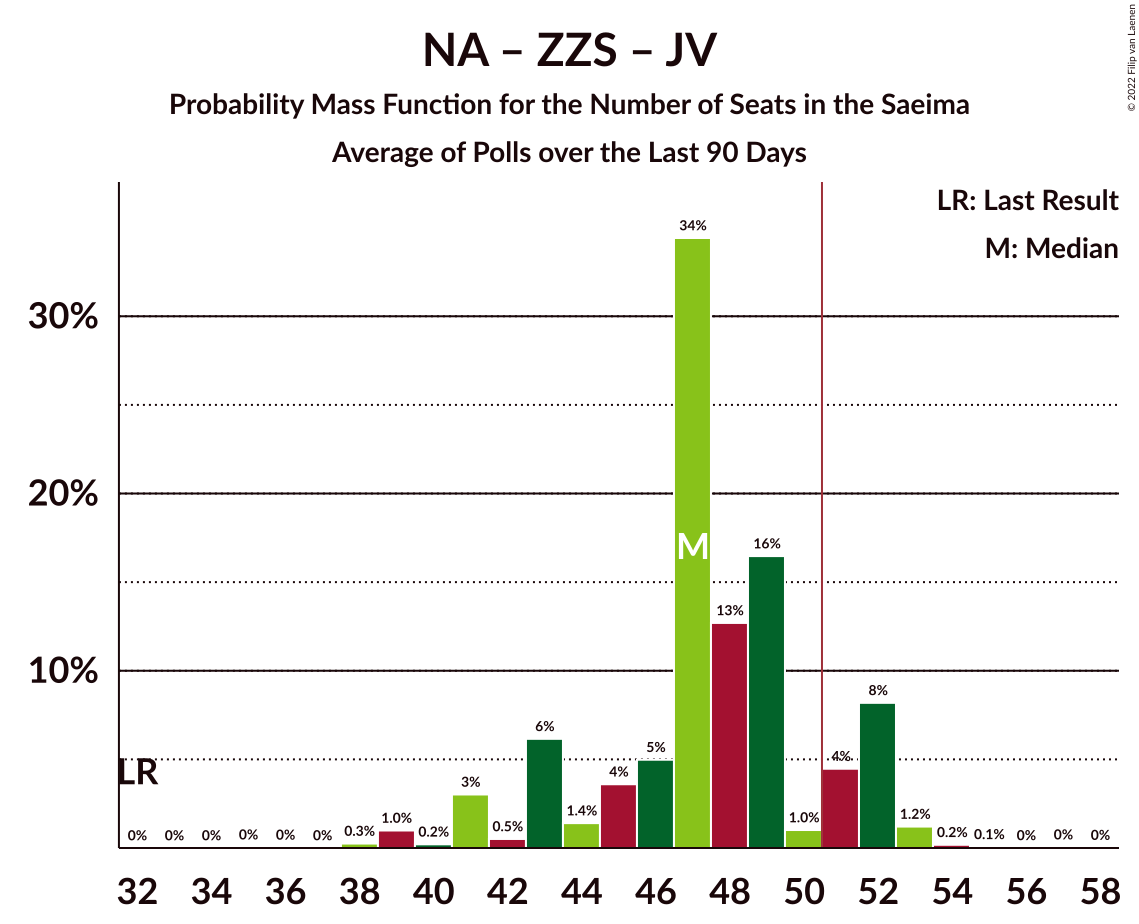 NA – ZZS – JV
Probability Mass Function for the Number of Seats in the Saeima
Average of Polls over the Last 90 Days
© 2022 Filip van Laenen
LR: Last Result
M: Median
30%
20%
10%
LR
M
0% 0% 0% 0% 0% 0% 0.3% 1.0% 0.2% 3% 0.5% 6% 1.4% 4% 5% 34% 13% 16% 1.0% 4% 8% 1.2% 0.2% 0.1% 0% 0% 0%
32 34 36 38 40 42 44 46 48 50 52 54 56 58